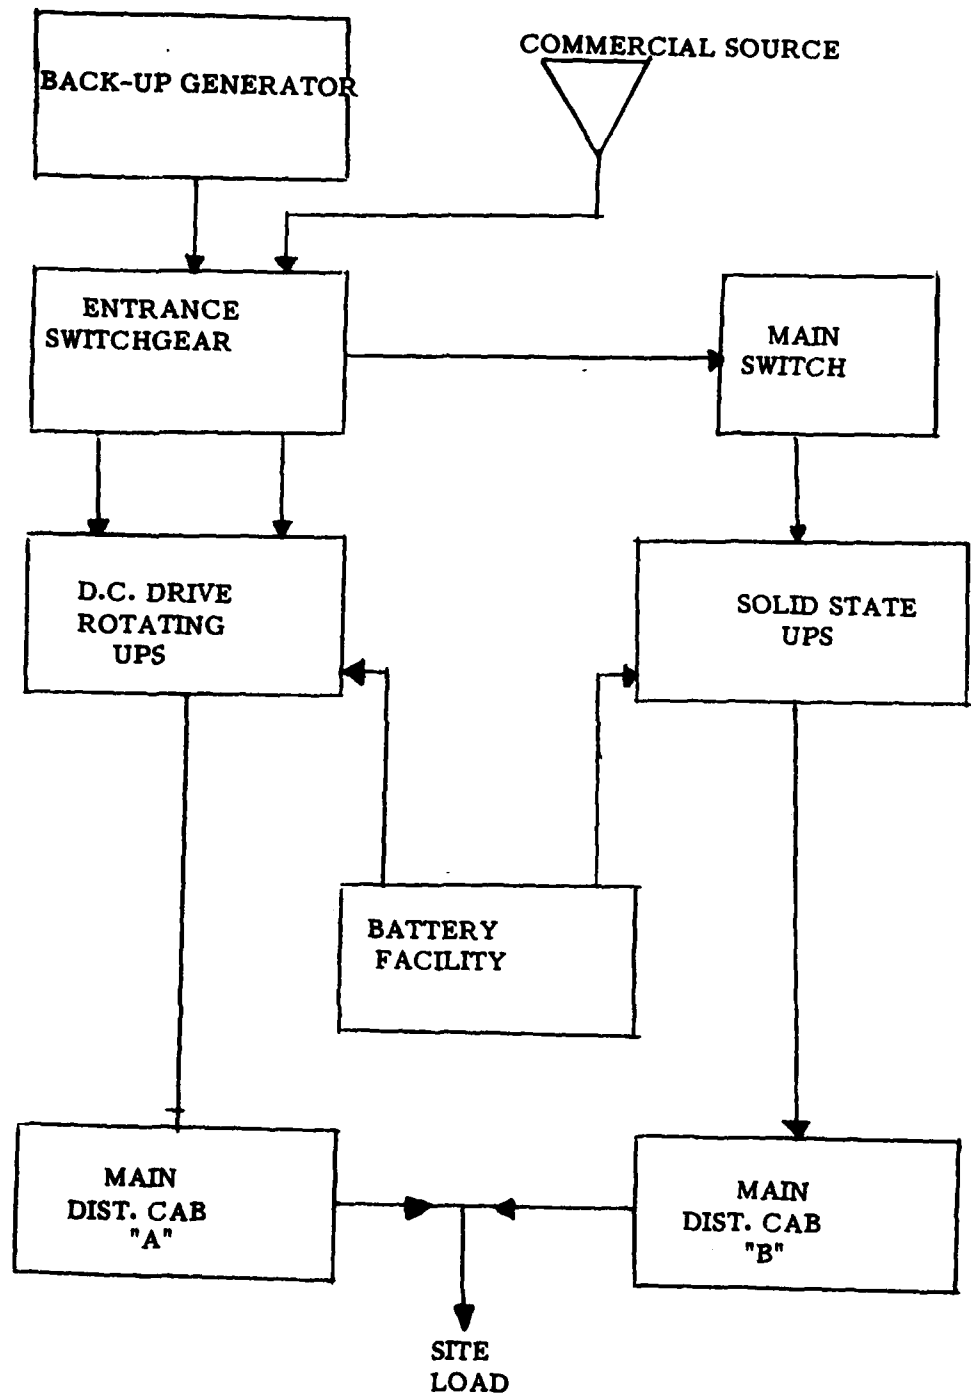 COMMERCIAL SOURCE
BACK-UP GENERATOR
ENTRANCE
SWITCHGEAR
MAIN
SWITCH
D.C. DRIVE
ROTATING
UPS
SOLID STATE
UPS
BATTERY
FACILITY
MAIN
DIST. CAB
"A"
MAIN
DIST. CAB
"B"
SITE
LOAD